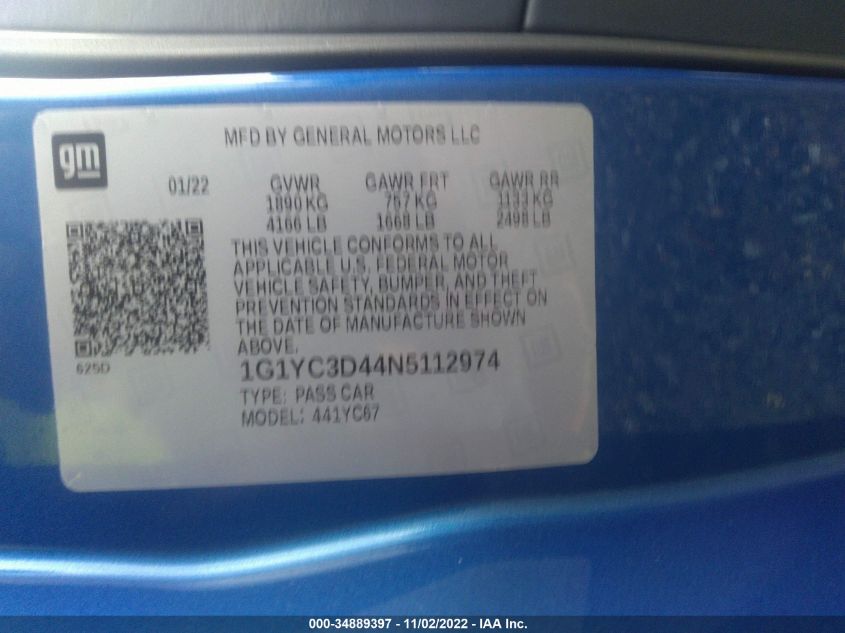 gm
MFD BY GENERAL MOTORS LLC
01/22 GVWR GAWR FRT GAWR RR
1890 KG 757 KG 1133 KG
4166 LB 1668 LB 2498 LB
THIS VEHICLE CONFORMS TO ALL
APPLICABLE U.S. FEDERAL MOTOR
VEHICLE SAFETY, BUMPER, AND THEFT
PREVENTION STANDARDS IN EFFECT ON
THE DATE OF MANUFACTURE SHOWN
ABOVE.
625D
1G1YC3D44N5112974
TYPE: PASS CAR
MODEL: 441YC67
000-34889397 - 11/02/2022 - IAA Inc.